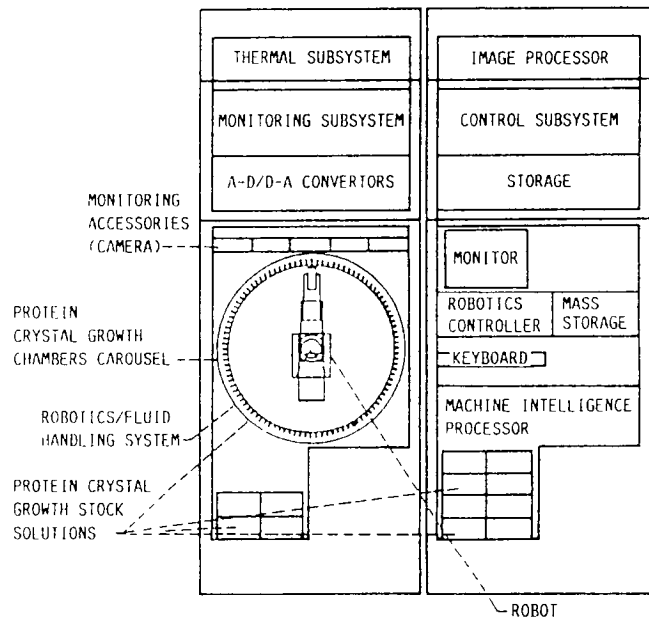 THERMAL SUBSYSTEM
IMAGE PROCESSOR
MONITORING SUBSYSTEM
CONTROL SUBSYSTEM
A-D/D-A CONVERTORS
STORAGE
MONITORING
ACCESSORIES
(CAMERA)
MONITOR
PROTEIN
CRYSTAL GROWTH
CHAMBERS CAROUSEL
ROBOTICS
CONTROLLER
MASS
STORAGE
KEYBOARD
ROBOTICS/FLUID
HANDLING SYSTEM
MACHINE INTELLIGENCE
PROCESSOR
PROTEIN CRYSTAL
GROWTH STOCK
SOLUTIONS
ROBOT